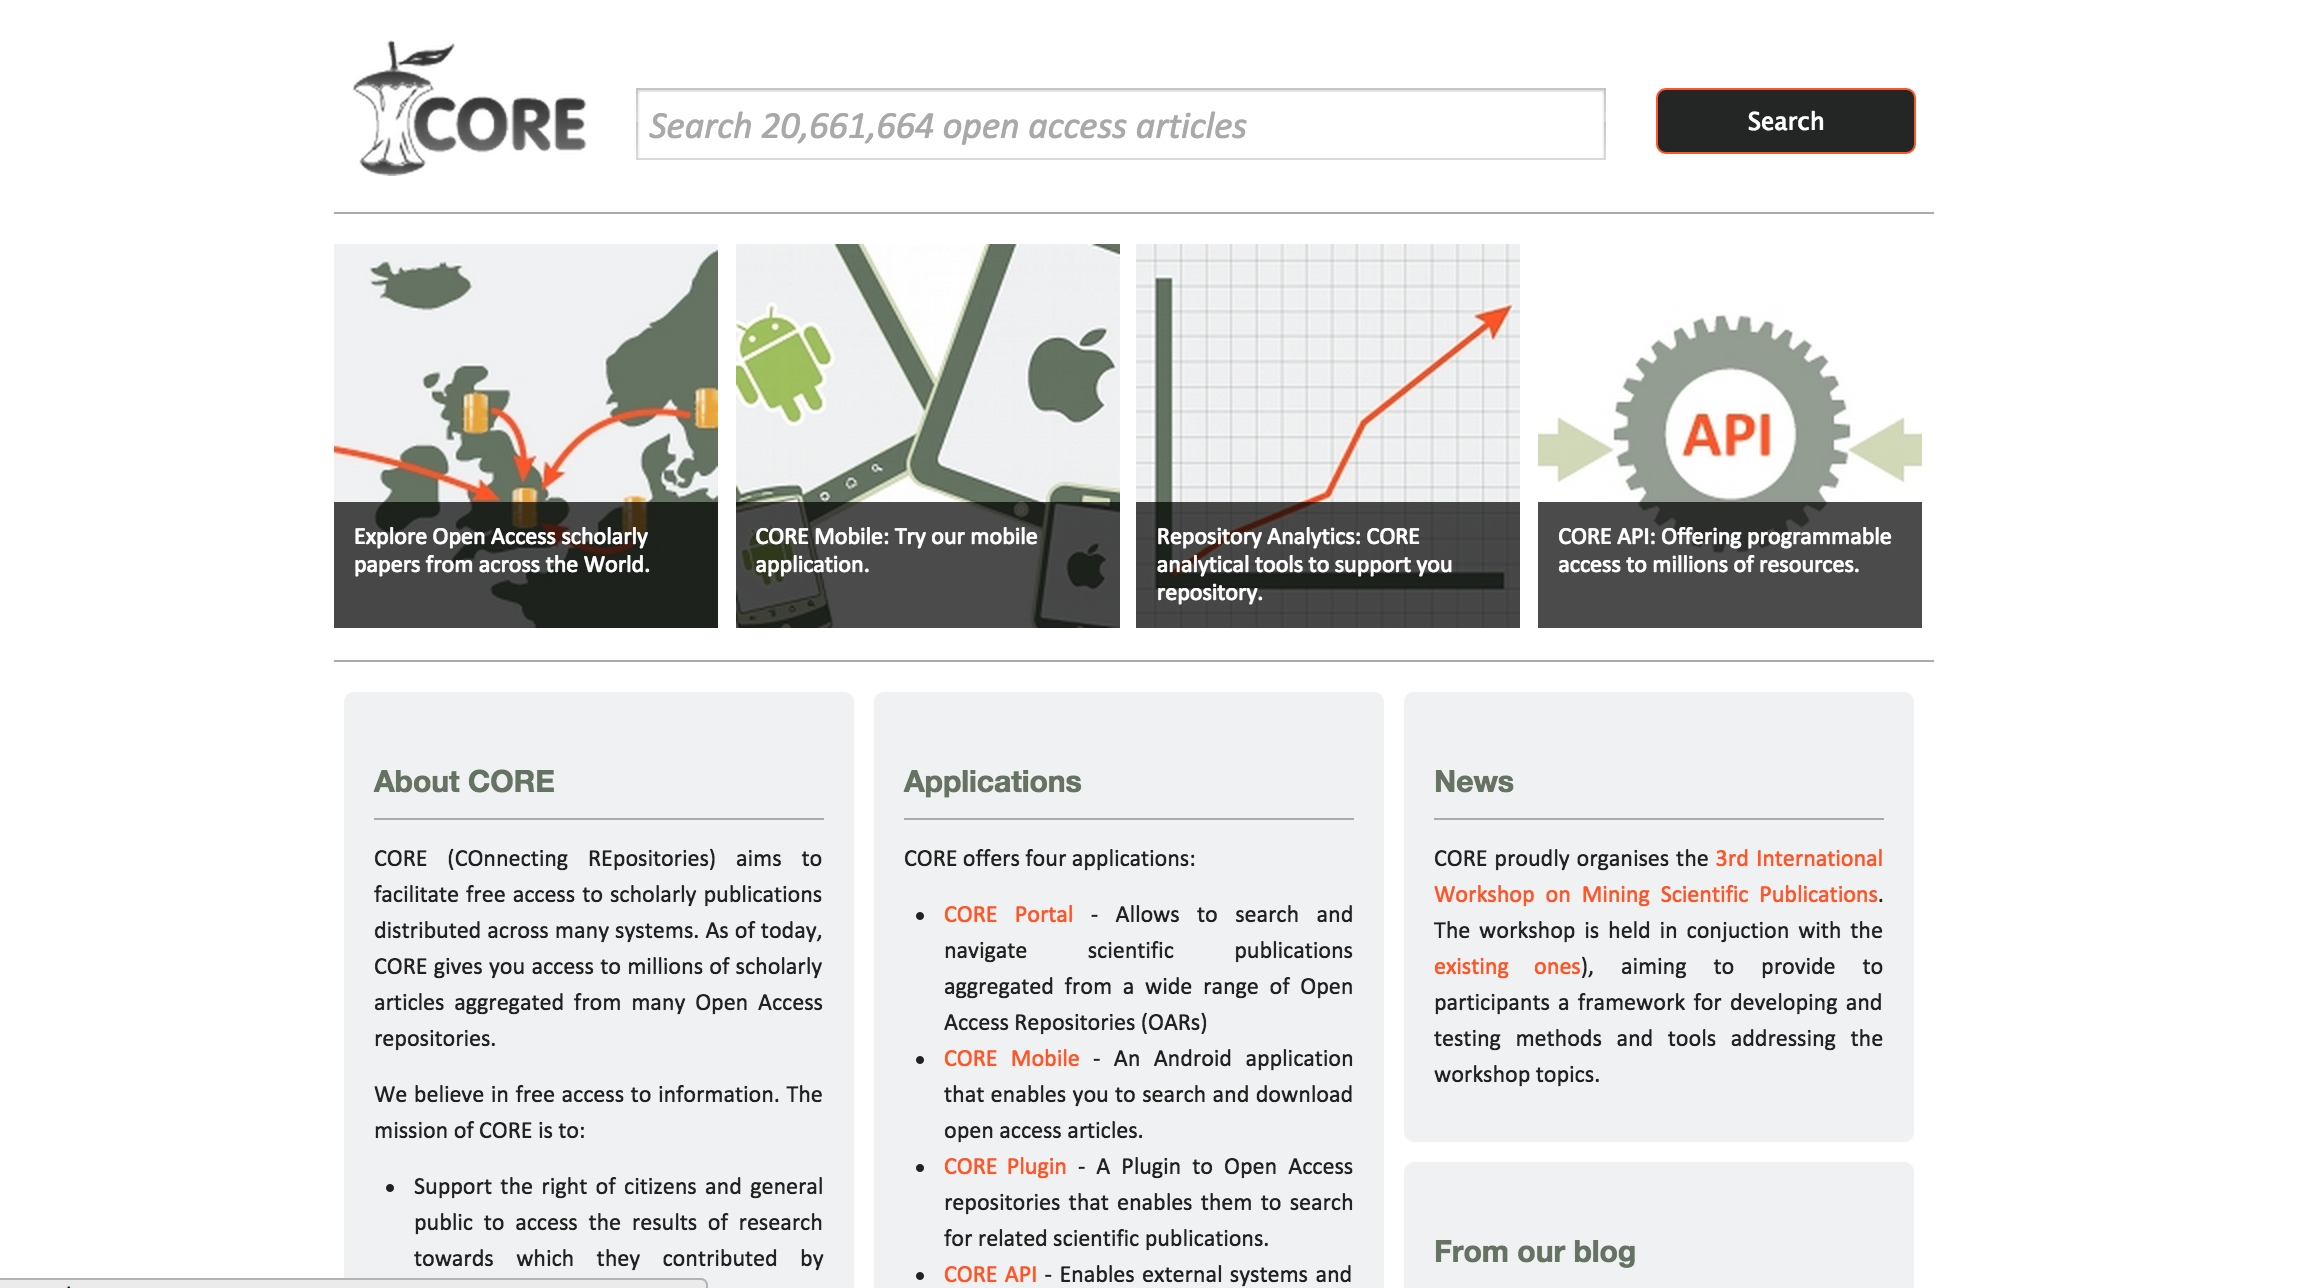 CORE
Search 20,661,664 open access articles
Search
Explore Open Access scholarly
papers from across the World.
CORE Mobile: Try our mobile
application.
Repository Analytics: CORE
analytical tools to support you
repository.
API
CORE API: Offering programmable
access to millions of resources.
About CORE
CORE (COnnecting REpositories) aims to
facilitate free access to scholarly publications
distributed across many systems. As of today,
CORE gives you access to millions of scholarly
articles aggregated from many Open Access
repositories.
We believe in free access to information. The
mission of CORE is to:
• Support the right of citizens and general
public to access the results of research
towards which they contributed by
Applications
CORE offers four applications:
• CORE Portal - Allows to search and
navigate scientific publications
aggregated from a wide range of Open
Access Repositories (OARs)
• CORE Mobile - An Android application
that enables you to search and download
open access articles.
• CORE Plugin - A Plugin to Open Access
repositories that enables them to search
for related scientific publications.
• CORE API - Enables external systems and
News
CORE proudly organises the 3rd International
Workshop on Mining Scientific Publications.
The workshop is held in conjuction with the
existing ones), aiming to provide to
participants a framework for developing and
testing methods and tools addressing the
workshop topics.
From our blog